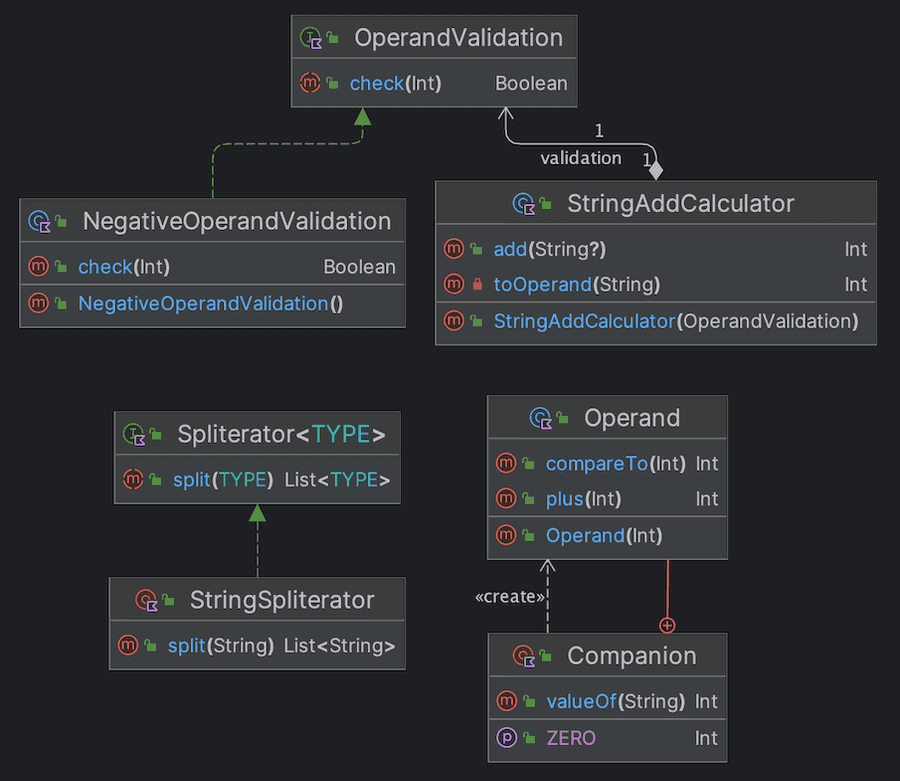 OperandValidation
check(Int) Boolean
1
validation 1
NegativeOperandValidation
check(Int) Boolean
NegativeOperandValidation()
StringAddCalculator
add(String?) Int
toOperand(String) Int
StringAddCalculator(OperandValidation)
Spliterator<TYPE>
split(TYPE) List<TYPE>
StringSpliterator
split(String) List<String>
Operand
compareTo(Int) Int
plus(Int) Int
Operand(Int)
«create»
Companion
valueOf(String) Int
ZERO Int